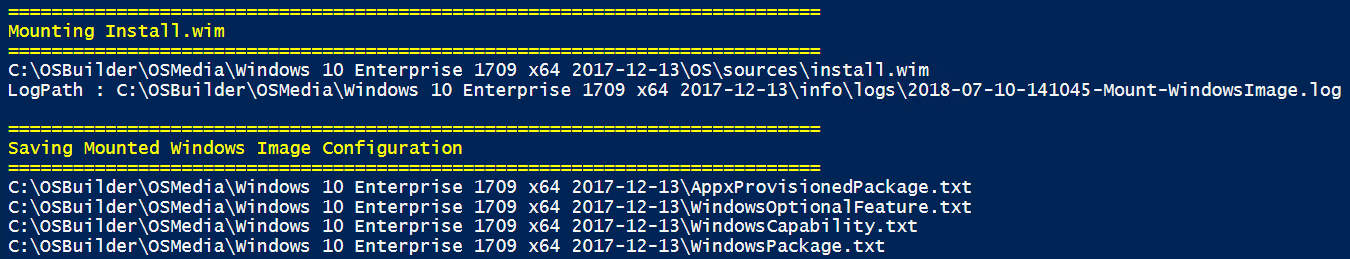 ===========================================================================
Mounting Install.wim
===========================================================================
C:\OSBuilder\OSMedia\Windows 10 Enterprise 1709 x64 2017-12-13\OS\sources\install.wim
LogPath : C:\OSBuilder\OSMedia\Windows 10 Enterprise 1709 x64 2017-12-13\info\logs\2018-07-10-141045-Mount-WindowsImage.log
===========================================================================
Saving Mounted Windows Image Configuration
===========================================================================
C:\OSBuilder\OSMedia\Windows 10 Enterprise 1709 x64 2017-12-13\AppxProvisionedPackage.txt
C:\OSBuilder\OSMedia\Windows 10 Enterprise 1709 x64 2017-12-13\WindowsOptionalFeature.txt
C:\OSBuilder\OSMedia\Windows 10 Enterprise 1709 x64 2017-12-13\WindowsCapability.txt
C:\OSBuilder\OSMedia\Windows 10 Enterprise 1709 x64 2017-12-13\WindowsPackage.txt